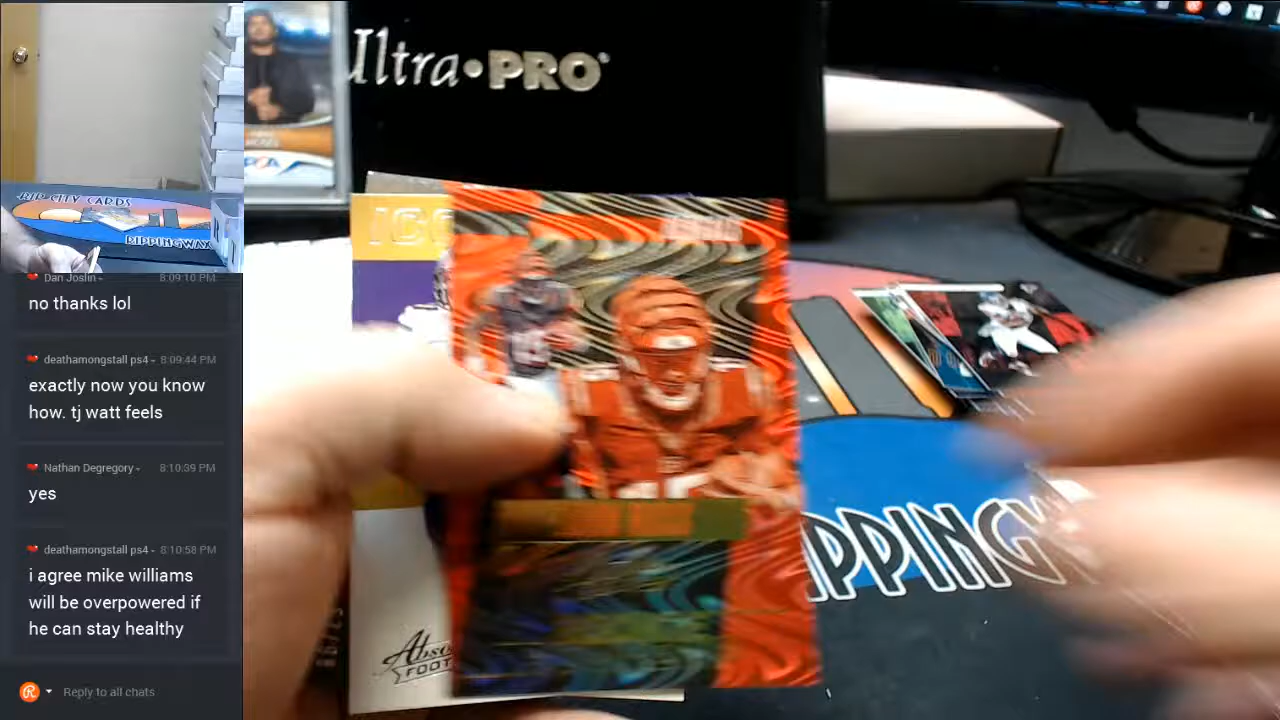 Ultra•PRO
RIP CITY CARDS
RIPPINGWAX
Dan Joslin 8:09:10 PM
no thanks lol
deathamongstall ps4 8:09:44 PM
exactly now you know
how. tj watt feels
Nathan Degregory 8:10:39 PM
yes
deathamongstall ps4 8:10:58 PM
i agree mike williams
will be overpowered if
he can stay healthy
Reply to all chats